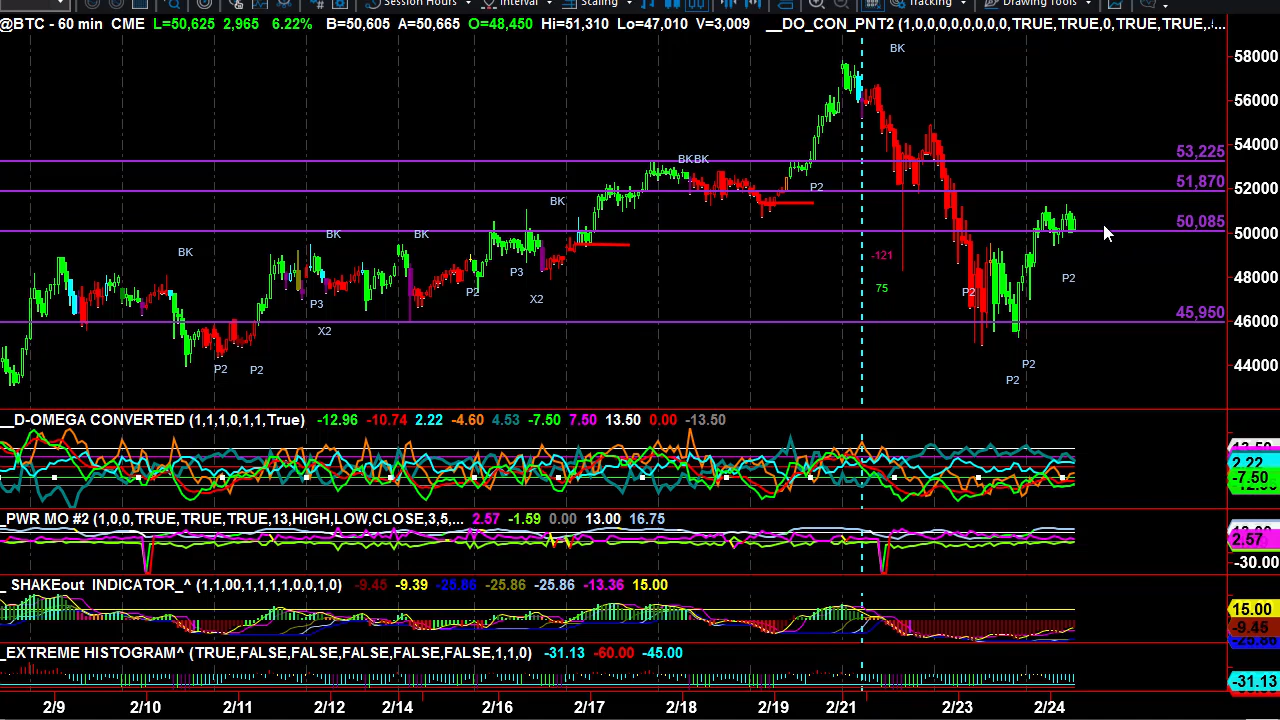 Session Hours Interval Scaling Tracking Drawing Tools
@BTC - 60 min CME L=50,625 2,965 6.22% B=50,605 A=50,665 O=48,450 Hi=51,310 Lo=47,010 V=3,009 __DO_CON_PNT2 (1,1,0,0,0,0,0,0,0,TRUE,TRUE,0,TRUE,TRUE,
BK
58000
56000
54000
53,225
BKBK
51,870
52000
P2
BK
50,085
50000
BK BK BK
-121
P3 P2 P2
48000
75
P2 P3 X2
X2
45,950
46000
P2 P2 P2 P2
44000
__D-OMEGA CONVERTED (1,1,1,0,1,1,True) -12.96 -10.74 2.22 -4.60 4.53 -7.50 7.50 13.50 0.00 -13.50
2.22
-7.50
_PWR MO #2 (1,0,0,TRUE,TRUE,TRUE,13,HIGH,LOW,CLOSE,3,5,... 2.57 -1.59 0.00 13.00 16.75
2.57
-30.00
_ SHAKEout_INDICATOR_^ (1,1,00,1,1,1,1,0,0,1,0) -9.45 -9.39 -25.86 -25.86 -25.86 -13.36 15.00
15.00
-9.45
_EXTREME HISTOGRAM^ (TRUE,FALSE,FALSE,FALSE,FALSE,FALSE,1,1,0) -31.13 -60.00 -45.00
-31.13
2/9 2/10 2/11 2/12 2/14 2/16 2/17 2/18 2/19 2/21 2/23 2/24